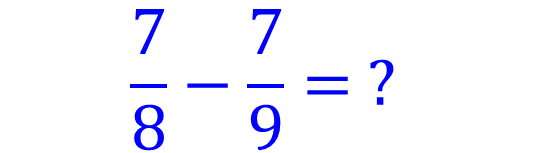 7/8 − 7/9 = ?